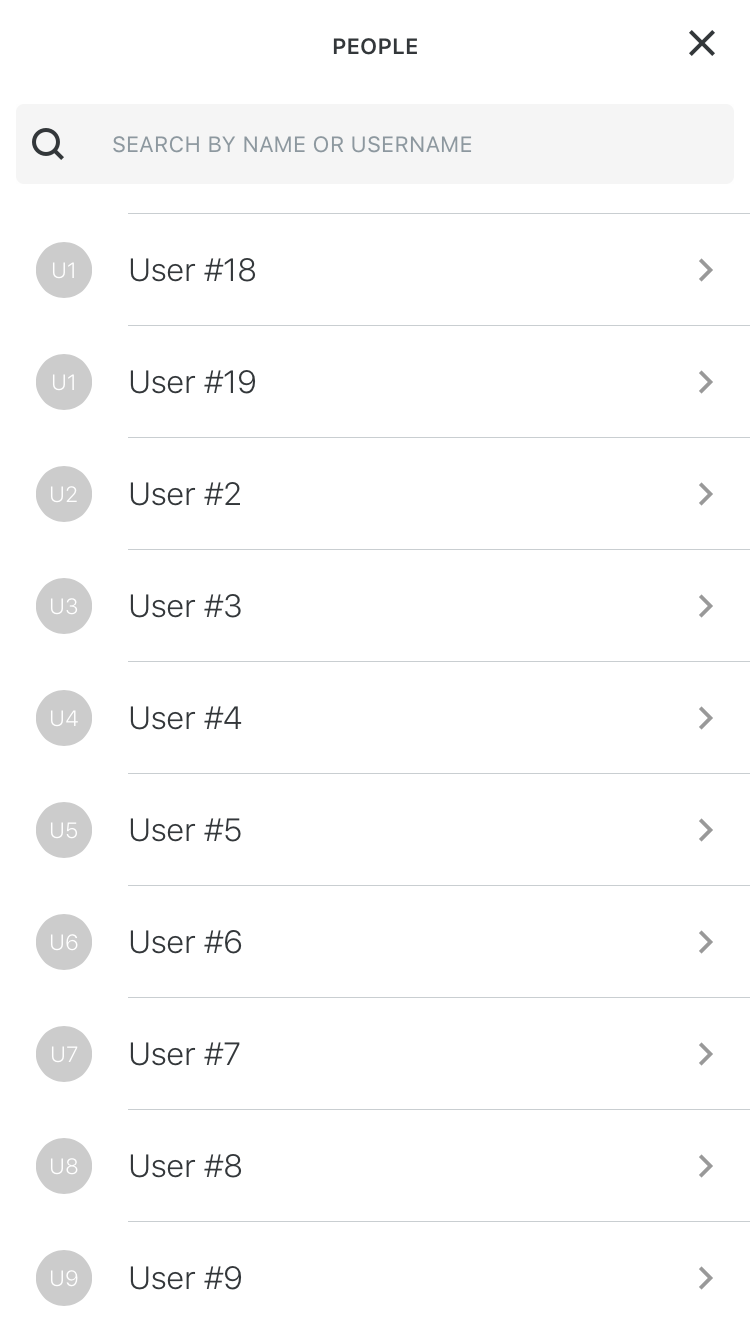 PEOPLE
SEARCH BY NAME OR USERNAME
U1 User #18
U1 User #19
U2 User #2
U3 User #3
U4 User #4
U5 User #5
U6 User #6
U7 User #7
U8 User #8
U9 User #9